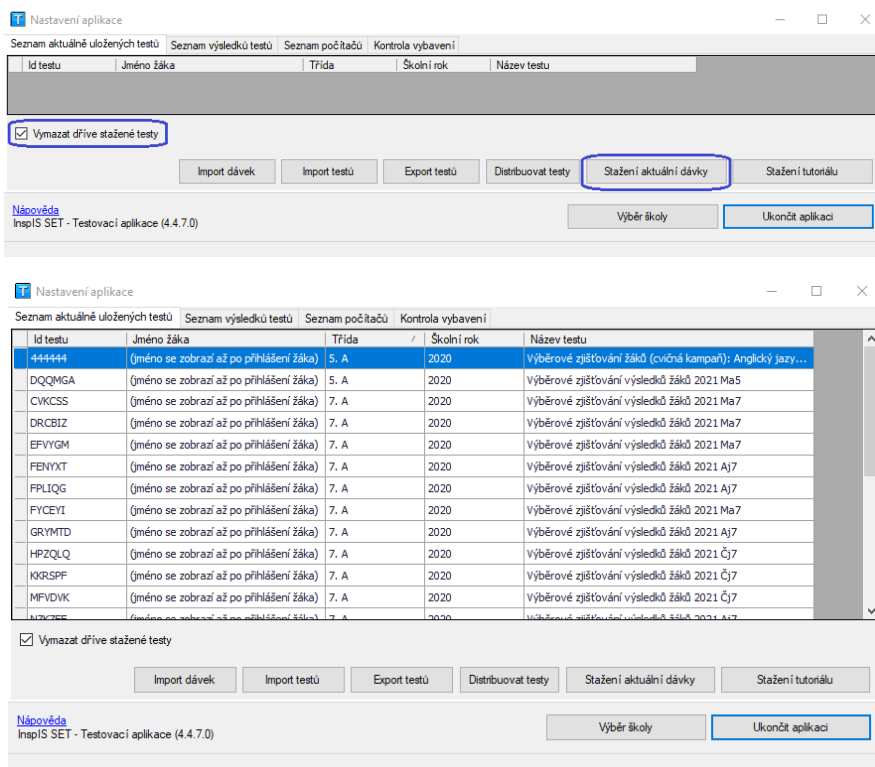 Nastavení aplikace
Seznam aktuálně uložených testů Seznam výsledků testů Seznam počítačů Kontrola vybavení
Id testu Jméno žáka Třída Školní rok Název testu
Vymazat dříve stažené testy
Import dávek Import testů Export testů Distribuovat testy Stažení aktuální dávky Stažení tutoriálu
Nápověda
InspIS SET - Testovací aplikace (4.4.7.0)
Výběr školy Ukončit aplikaci
Nastavení aplikace
Seznam aktuálně uložených testů Seznam výsledků testů Seznam počítačů Kontrola vybavení
Id testu Jméno žáka Třída Školní rok Název testu
444444 (jméno se zobrazí až po přihlášení žáka) 5. A 2020 Výběrové zjišťování žáků (cvičná kampaň): Anglický jazy...
DQQMGA (jméno se zobrazí až po přihlášení žáka) 5. A 2020 Výběrové zjišťování výsledků žáků 2021 Ma5
CVKCSS (jméno se zobrazí až po přihlášení žáka) 7. A 2020 Výběrové zjišťování výsledků žáků 2021 Ma7
DRCBIZ (jméno se zobrazí až po přihlášení žáka) 7. A 2020 Výběrové zjišťování výsledků žáků 2021 Ma7
EFVYGM (jméno se zobrazí až po přihlášení žáka) 7. A 2020 Výběrové zjišťování výsledků žáků 2021 Ma7
FENYXT (jméno se zobrazí až po přihlášení žáka) 7. A 2020 Výběrové zjišťování výsledků žáků 2021 Aj7
FPLIQG (jméno se zobrazí až po přihlášení žáka) 7. A 2020 Výběrové zjišťování výsledků žáků 2021 Aj7
FYCEYI (jméno se zobrazí až po přihlášení žáka) 7. A 2020 Výběrové zjišťování výsledků žáků 2021 Ma7
GRYMTD (jméno se zobrazí až po přihlášení žáka) 7. A 2020 Výběrové zjišťování výsledků žáků 2021 Aj7
HPZQLQ (jméno se zobrazí až po přihlášení žáka) 7. A 2020 Výběrové zjišťování výsledků žáků 2021 Čj7
KKRSPF (jméno se zobrazí až po přihlášení žáka) 7. A 2020 Výběrové zjišťování výsledků žáků 2021 Čj7
MFVDVK (jméno se zobrazí až po přihlášení žáka) 7. A 2020 Výběrové zjišťování výsledků žáků 2021 Čj7
(jméno se zobrazí až po přihlášení žáka) 7. A 2020 Výběrové zjišťování výsledků žáků 2021 Aj7
Vymazat dříve stažené testy
Import dávek Import testů Export testů Distribuovat testy Stažení aktuální dávky Stažení tutoriálu
Nápověda
InspIS SET - Testovací aplikace (4.4.7.0)
Výběr školy Ukončit aplikaci